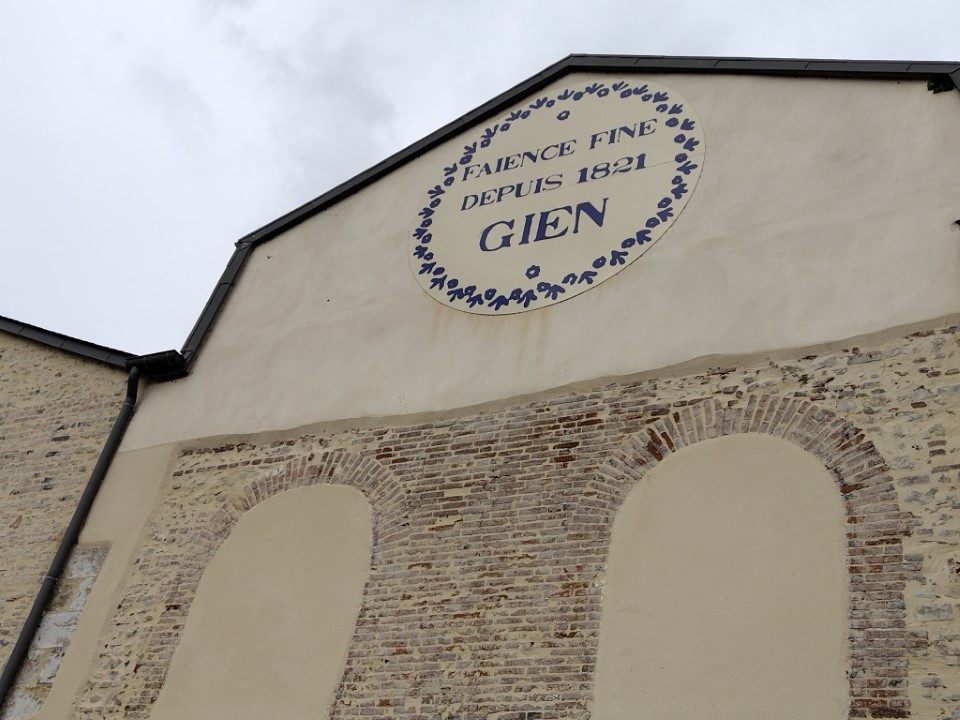 FAIENCE FINE
DEPUIS 1821
GIEN